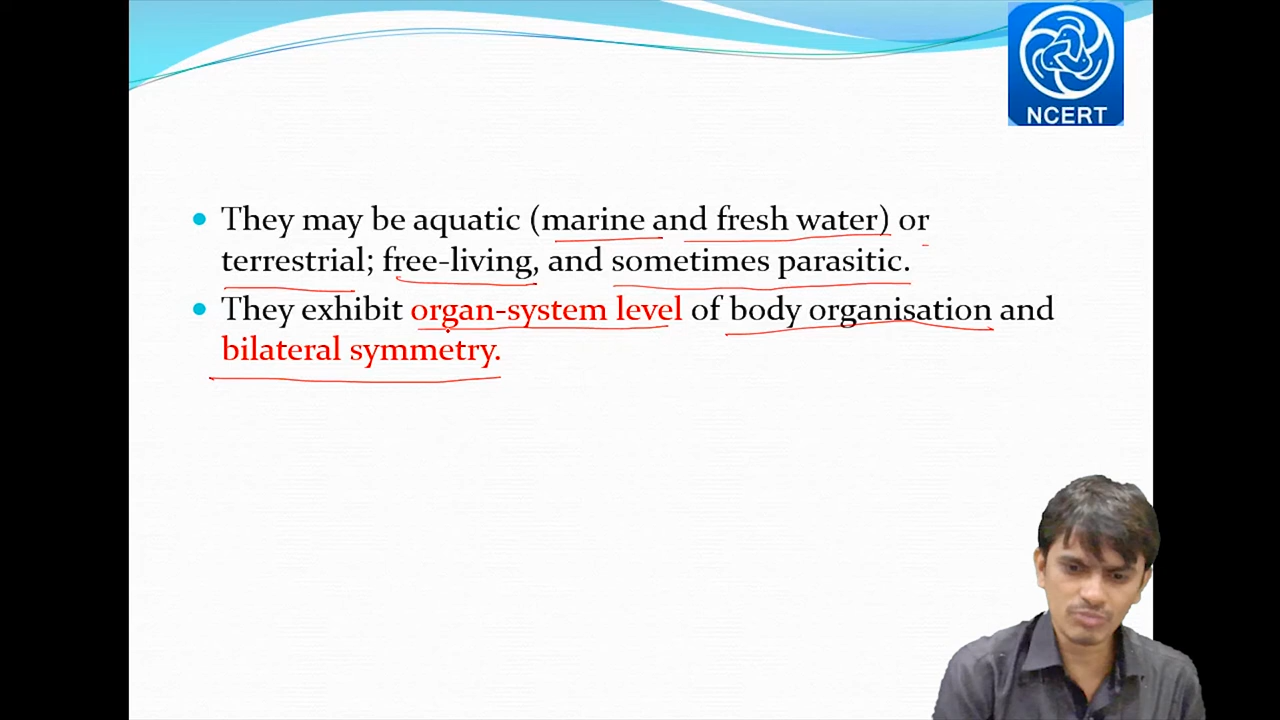 NCERT
They may be aquatic (marine and fresh water) or
terrestrial; free-living, and sometimes parasitic.
They exhibit organ-system level of body organisation and
bilateral symmetry.